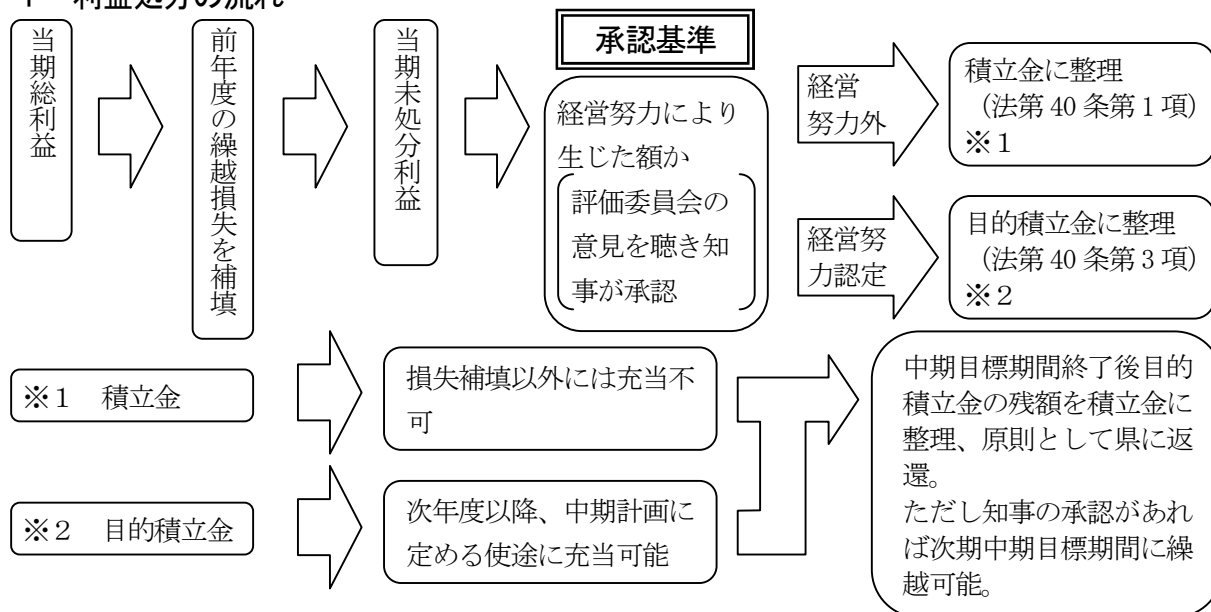 当期総利益
前年度の繰越損失を補填
当期未処分利益
承認基準
経営努力により
生じた額か
評価委員会の
意見を聴き知
事が承認
経営
努力外
積立金に整理
(法第 40 条第 1 項)
※1
経営努
力認定
目的積立金に整理
(法第 40 条第 3 項)
※2
※1 積立金
損失補填以外には充当不
可
※2 目的積立金
次年度以降、中期計画に
定める使途に充当可能
中期目標期間終了後目的
積立金の残額を積立金に
整理、原則として県に返
還。
ただし知事の承認があれ
ば次期中期目標期間に繰
越可能。